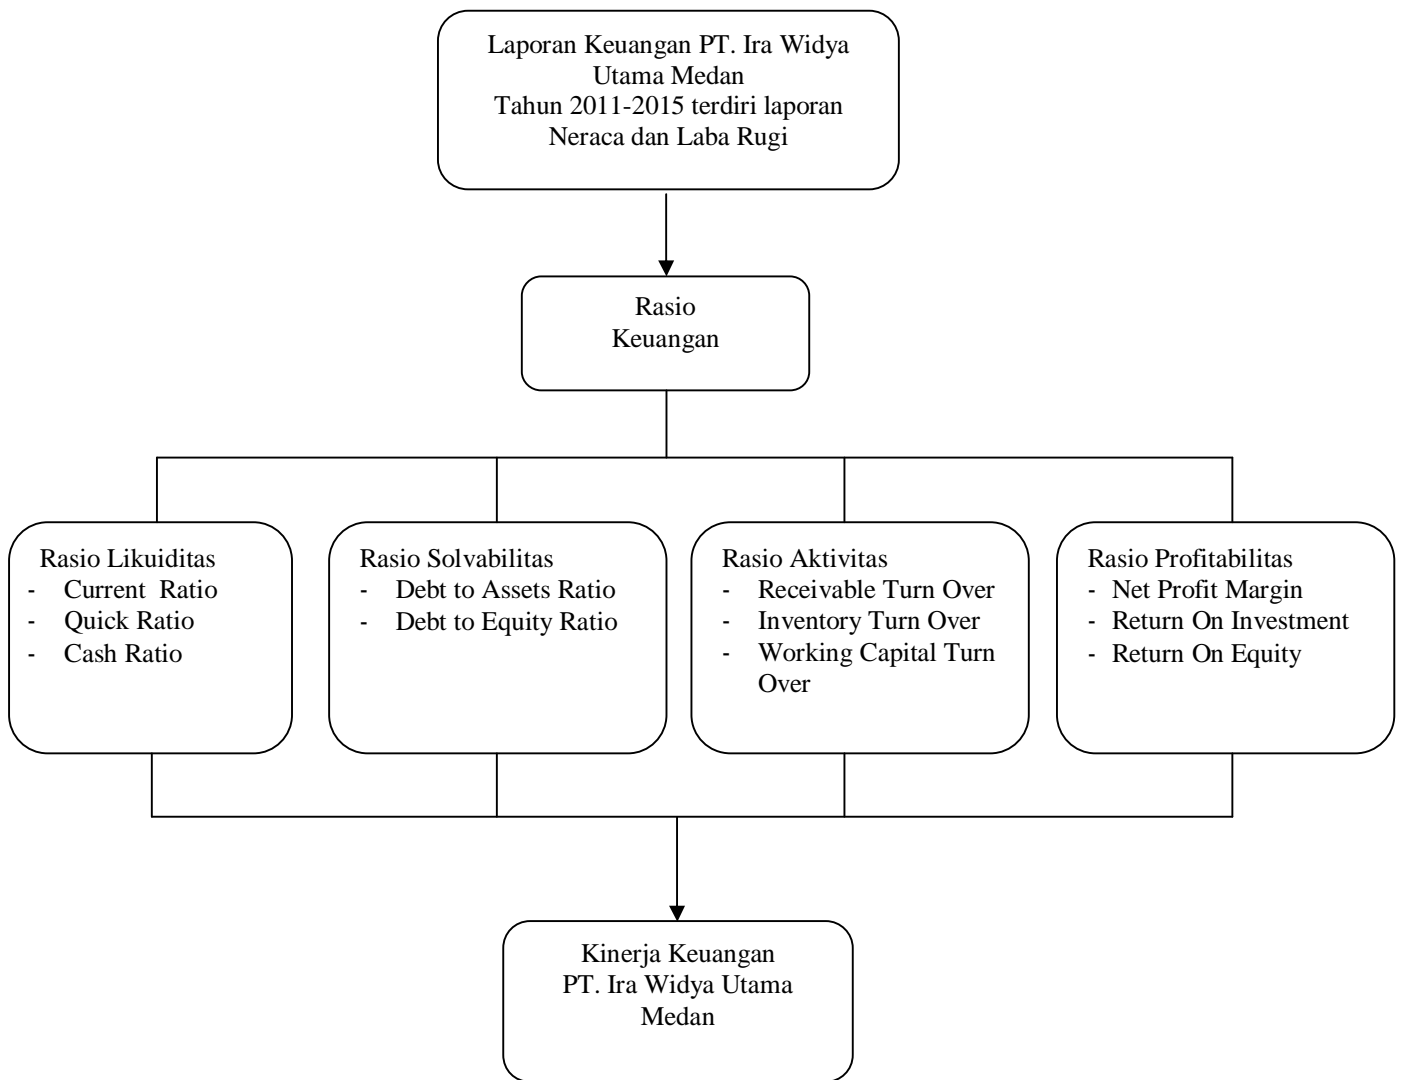 Laporan Keuangan PT. Ira Widya
Utama Medan
Tahun 2011-2015 terdiri laporan
Neraca dan Laba Rugi
Rasio
Keuangan
Rasio Likuiditas
- Current Ratio
- Quick Ratio
- Cash Ratio
Rasio Solvabilitas
- Debt to Assets Ratio
- Debt to Equity Ratio
Rasio Aktivitas
- Receivable Turn Over
- Inventory Turn Over
- Working Capital Turn
Over
Rasio Profitabilitas
- Net Profit Margin
- Return On Investment
- Return On Equity
Kinerja Keuangan
PT. Ira Widya Utama
Medan